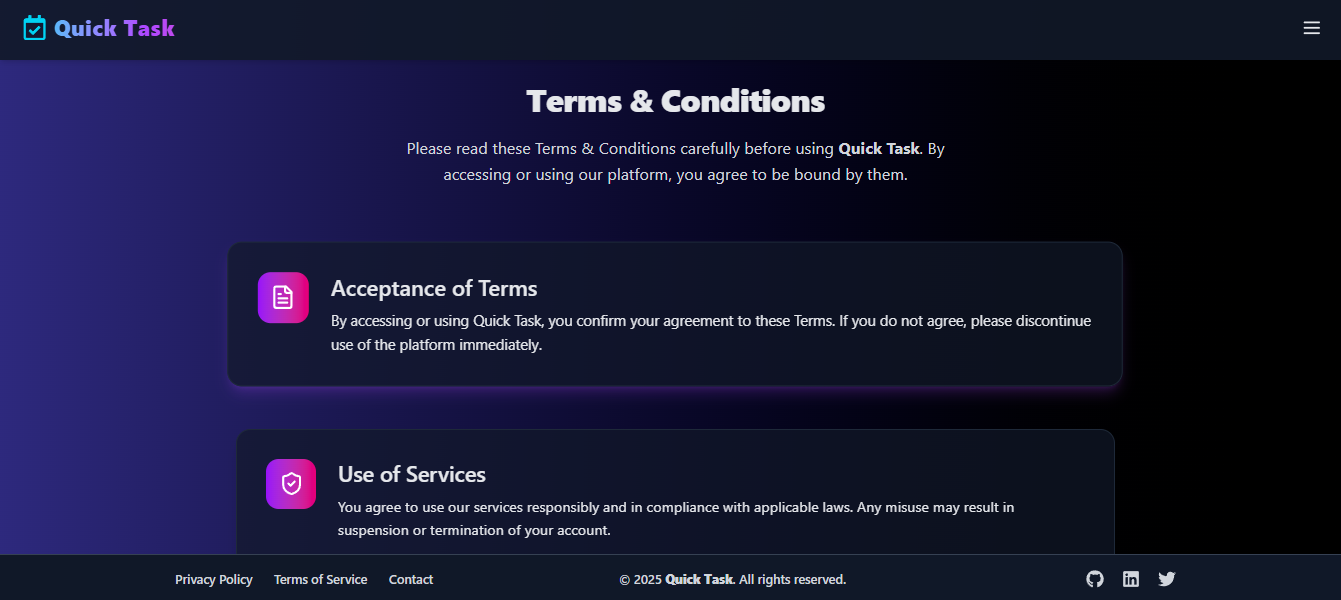 Quick Task
Terms & Conditions
Please read these Terms & Conditions carefully before using Quick Task. By
accessing or using our platform, you agree to be bound by them.
Acceptance of Terms
By accessing or using Quick Task, you confirm your agreement to these Terms. If you do not agree, please discontinue
use of the platform immediately.
Use of Services
You agree to use our services responsibly and in compliance with applicable laws. Any misuse may result in
suspension or termination of your account.
Privacy Policy Terms of Service Contact © 2025 Quick Task. All rights reserved.